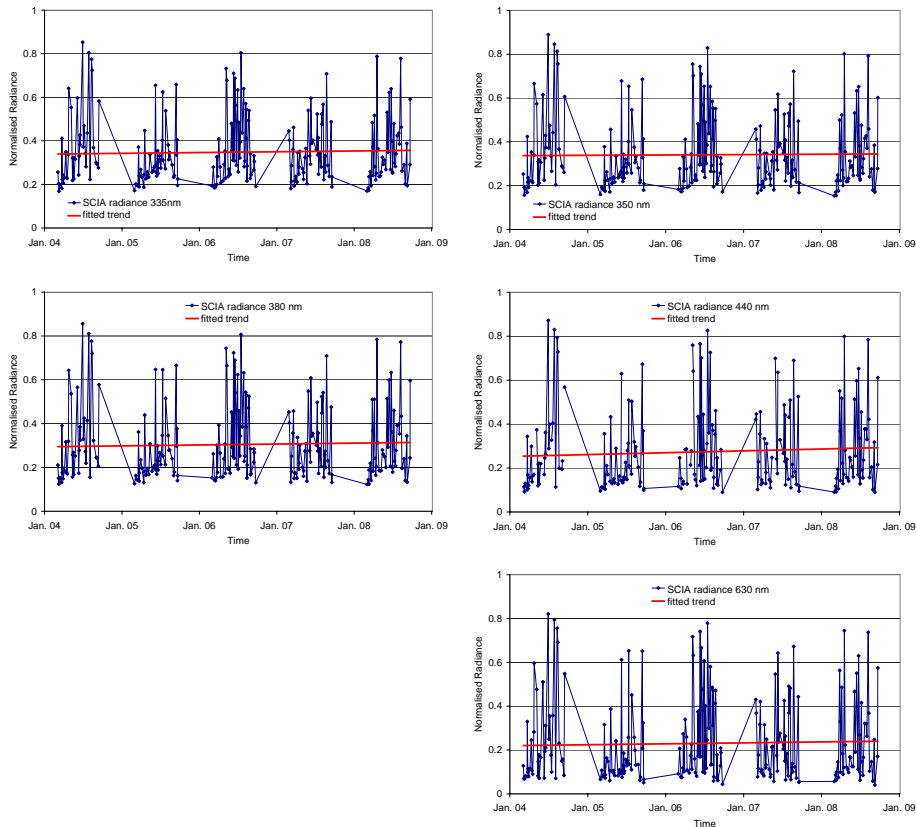 1
0.8
0.6
0.4
0.2
0
Normalised Radiance
SCIA radiance 335nm
fitted trend
Jan. 04 Jan. 05 Jan. 06 Jan. 07 Jan. 08 Jan. 09
Time
1
0.8
0.6
0.4
0.2
0
Normalised Radiance
SCIA radiance 350 nm
fitted trend
Jan. 04 Jan. 05 Jan. 06 Jan. 07 Jan. 08 Jan. 09
Time
1
0.8
0.6
0.4
0.2
0
Normalised Radiance
SCIA radiance 380 nm
fitted trend
Jan. 04 Jan. 05 Jan. 06 Jan. 07 Jan. 08 Jan. 09
Time
1
0.8
0.6
0.4
0.2
0
Normalised Radiance
SCIA radiance 440 nm
fitted trend
Jan. 04 Jan. 05 Jan. 06 Jan. 07 Jan. 08 Jan. 09
Time
1
0.8
0.6
0.4
0.2
0
Normalised Radiance
SCIA radiance 630 nm
fitted trend
Jan. 04 Jan. 05 Jan. 06 Jan. 07 Jan. 08 Jan. 09
Time